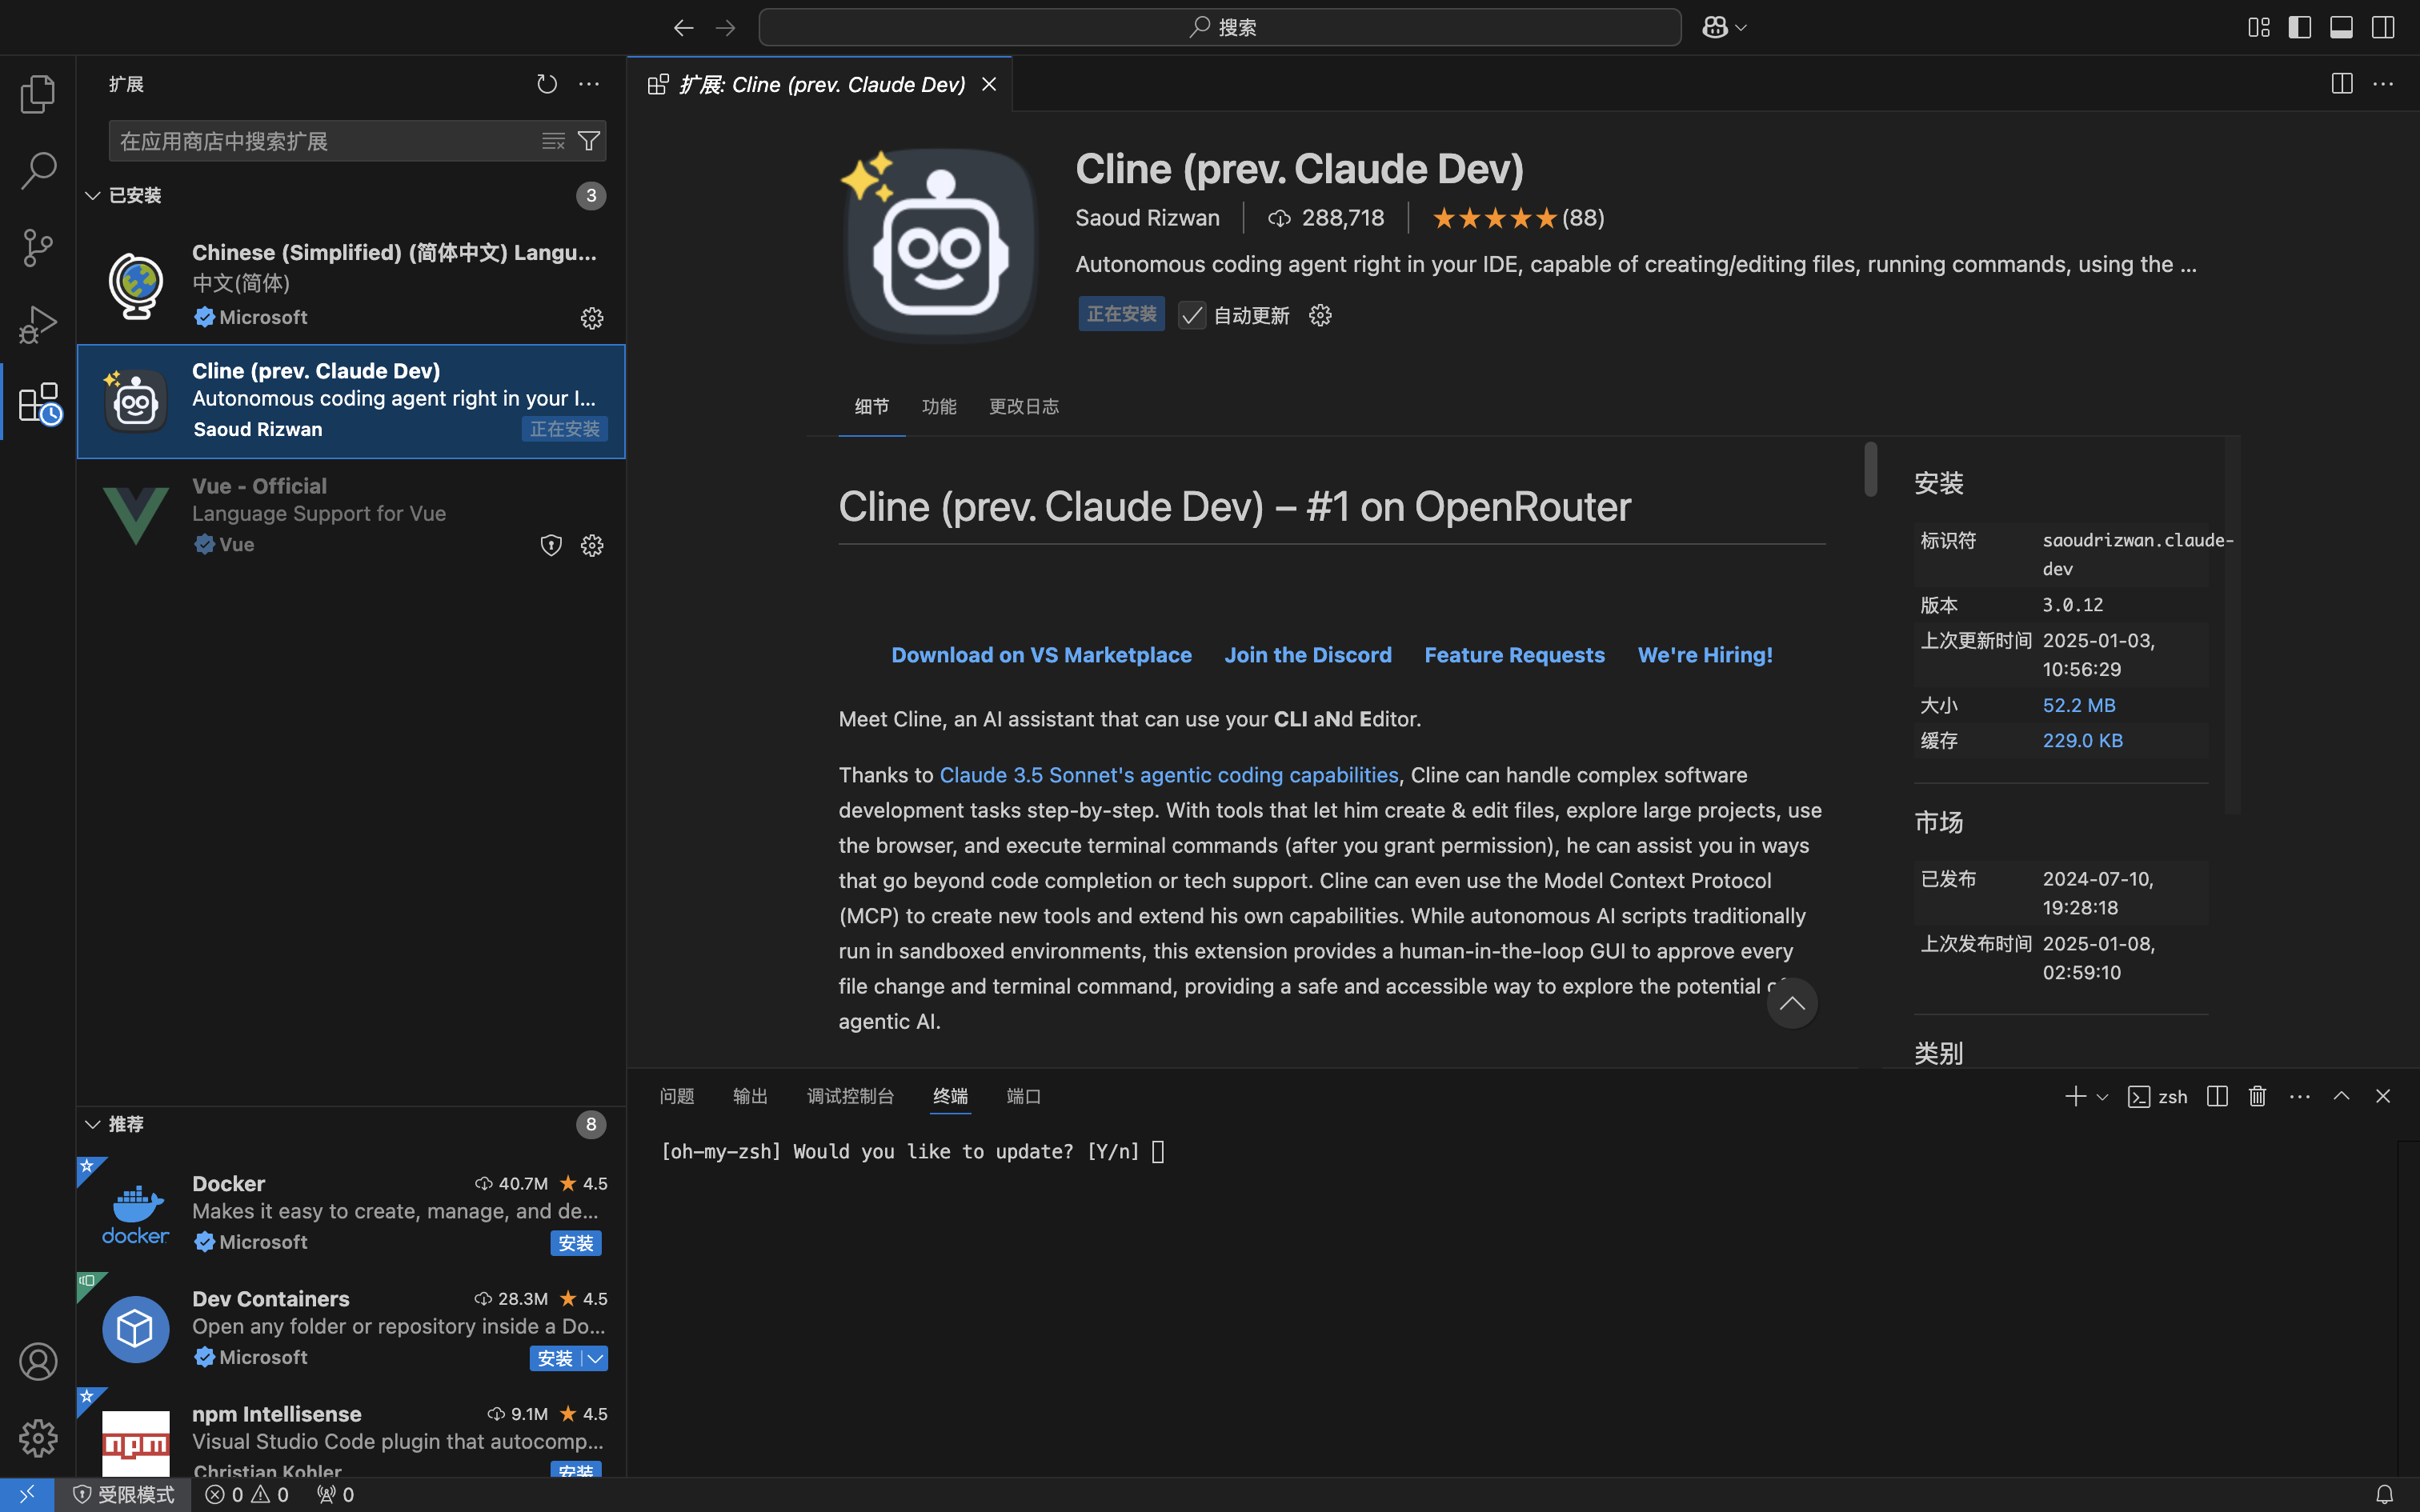 搜索
扩展
在应用商店中搜索扩展
已安装
3
Chinese (Simplified) (简体中文) Langu...
中文(简体)
Microsoft
Cline (prev. Claude Dev)
Autonomous coding agent right in your I...
Saoud Rizwan
正在安装
Vue - Official
Language Support for Vue
Vue
推荐
8
Docker
40.7M
4.5
Makes it easy to create, manage, and de...
docker
Microsoft
安装
Dev Containers
28.3M
4.5
Open any folder or repository inside a Do...
Microsoft
安装
npm Intellisense
9.1M
4.5
Visual Studio Code plugin that autocomp...
npm
Christian Kohler
安装
扩展: Cline (prev. Claude Dev)
Cline (prev. Claude Dev)
Saoud Rizwan
288,718
(88)
Autonomous coding agent right in your IDE, capable of creating/editing files, running commands, using the ...
正在安装
自动更新
细节
功能
更改日志
Cline (prev. Claude Dev) – #1 on OpenRouter
Download on VS Marketplace
Join the Discord
Feature Requests
We're Hiring!
Meet Cline, an AI assistant that can use your CLI aNd Editor.
Thanks to Claude 3.5 Sonnet's agentic coding capabilities, Cline can handle complex software
development tasks step-by-step. With tools that let him create & edit files, explore large projects, use
the browser, and execute terminal commands (after you grant permission), he can assist you in ways
that go beyond code completion or tech support. Cline can even use the Model Context Protocol
(MCP) to create new tools and extend his own capabilities. While autonomous AI scripts traditionally
run in sandboxed environments, this extension provides a human-in-the-loop GUI to approve every
file change and terminal command, providing a safe and accessible way to explore the potential
agentic AI.
安装
标识符
saoudrizwan.claude-
dev
版本
3.0.12
上次更新时间
2025-01-03,
10:56:29
大小
52.2 MB
缓存
229.0 KB
市场
已发布
2024-07-10,
19:28:18
上次发布时间
2025-01-08,
02:59:10
类别
问题
输出
调试控制台
终端
端口
zsh
[oh-my-zsh] Would you like to update? [Y/n]
受限模式
0
0
0